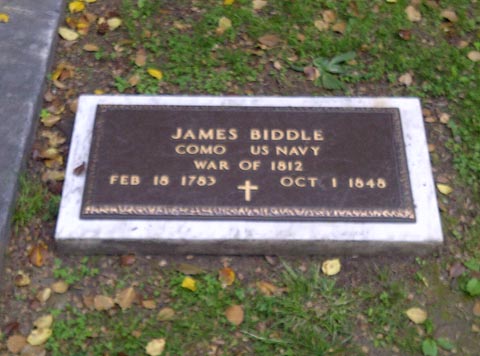 JAMES BIDDLE
COMO US NAVY
WAR OF 1812
FEB 18 1783 OCT 1 1848